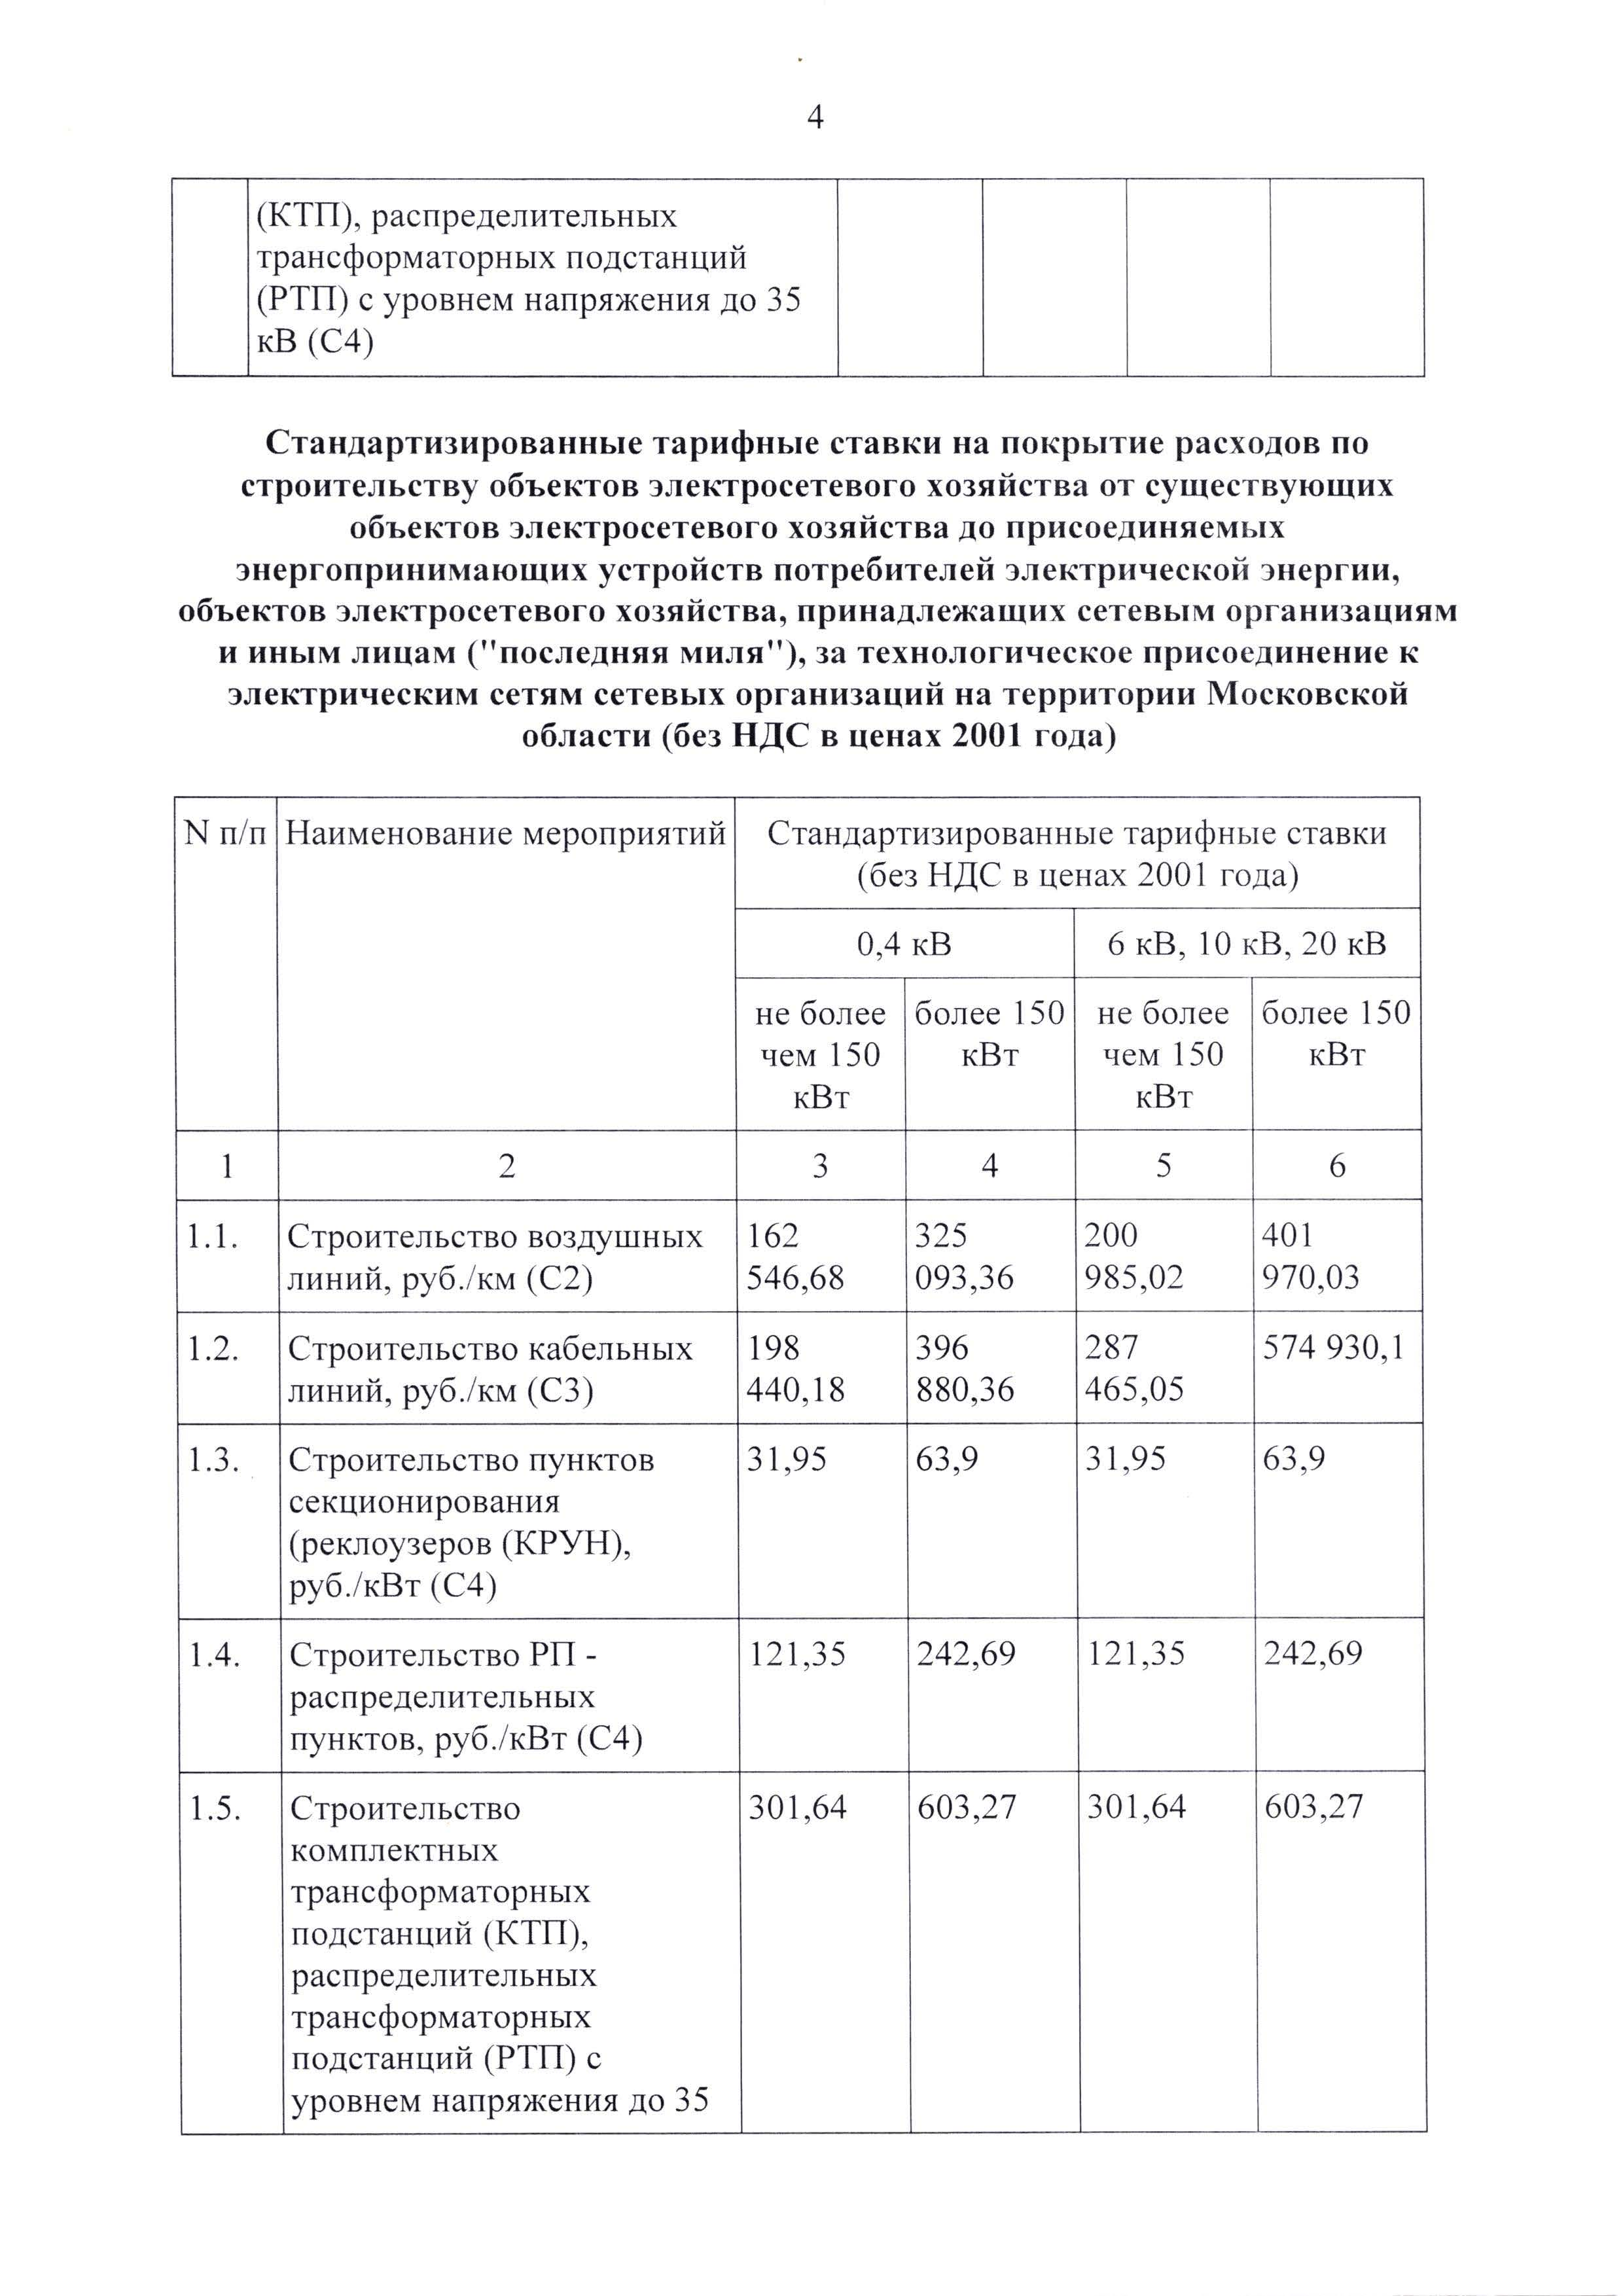 4
(КТП), распределительных
трансформаторных подстанций
(РТП) с уровнем напряжения до 35
кВ (С4)
Стандартизированные тарифные ставки на покрытие расходов по
строительству объектов электросетевого хозяйства от существующих
объектов электросетевого хозяйства до присоединяемых
энергопринимающих устройств потребителей электрической энергии,
объектов электросетевого хозяйства, принадлежащих сетевым организациям
и иным лицам ("последняя миля"), за технологическое присоединение к
электрическим сетям сетевых организаций на территории Московской
области (без НДС в ценах 2001 года)
N п/п Наименование мероприятий Стандартизированные тарифные ставки
(без НДС в ценах 2001 года)
0,4 кВ 6 кВ, 10 кВ, 20 кВ
не более более 150 не более более 150
чем 150 кВт чем 150 кВт
кВт кВт
1 2 3 4 5 6
1.1. Строительство воздушных 162 325 200 401
линий, руб./км (С2) 546,68 093,36 985,02 970,03
1.2. Строительство кабельных 198 396 287 574 930,1
линий, руб./км (С3) 440,18 880,36 465,05
1.3. Строительство пунктов 31,95 63,9 31,95 63,9
секционирования
(реклоузеров (КРУН),
руб./кВт (С4)
1.4. Строительство РП - 121,35 242,69 121,35 242,69
распределительных
пунктов, руб./кВт (С4)
1.5. Строительство 301,64 603,27 301,64 603,27
комплектных
трансформаторных
подстанций (КТП),
распределительных
трансформаторных
подстанций (РТП) с
уровнем напряжения до 35